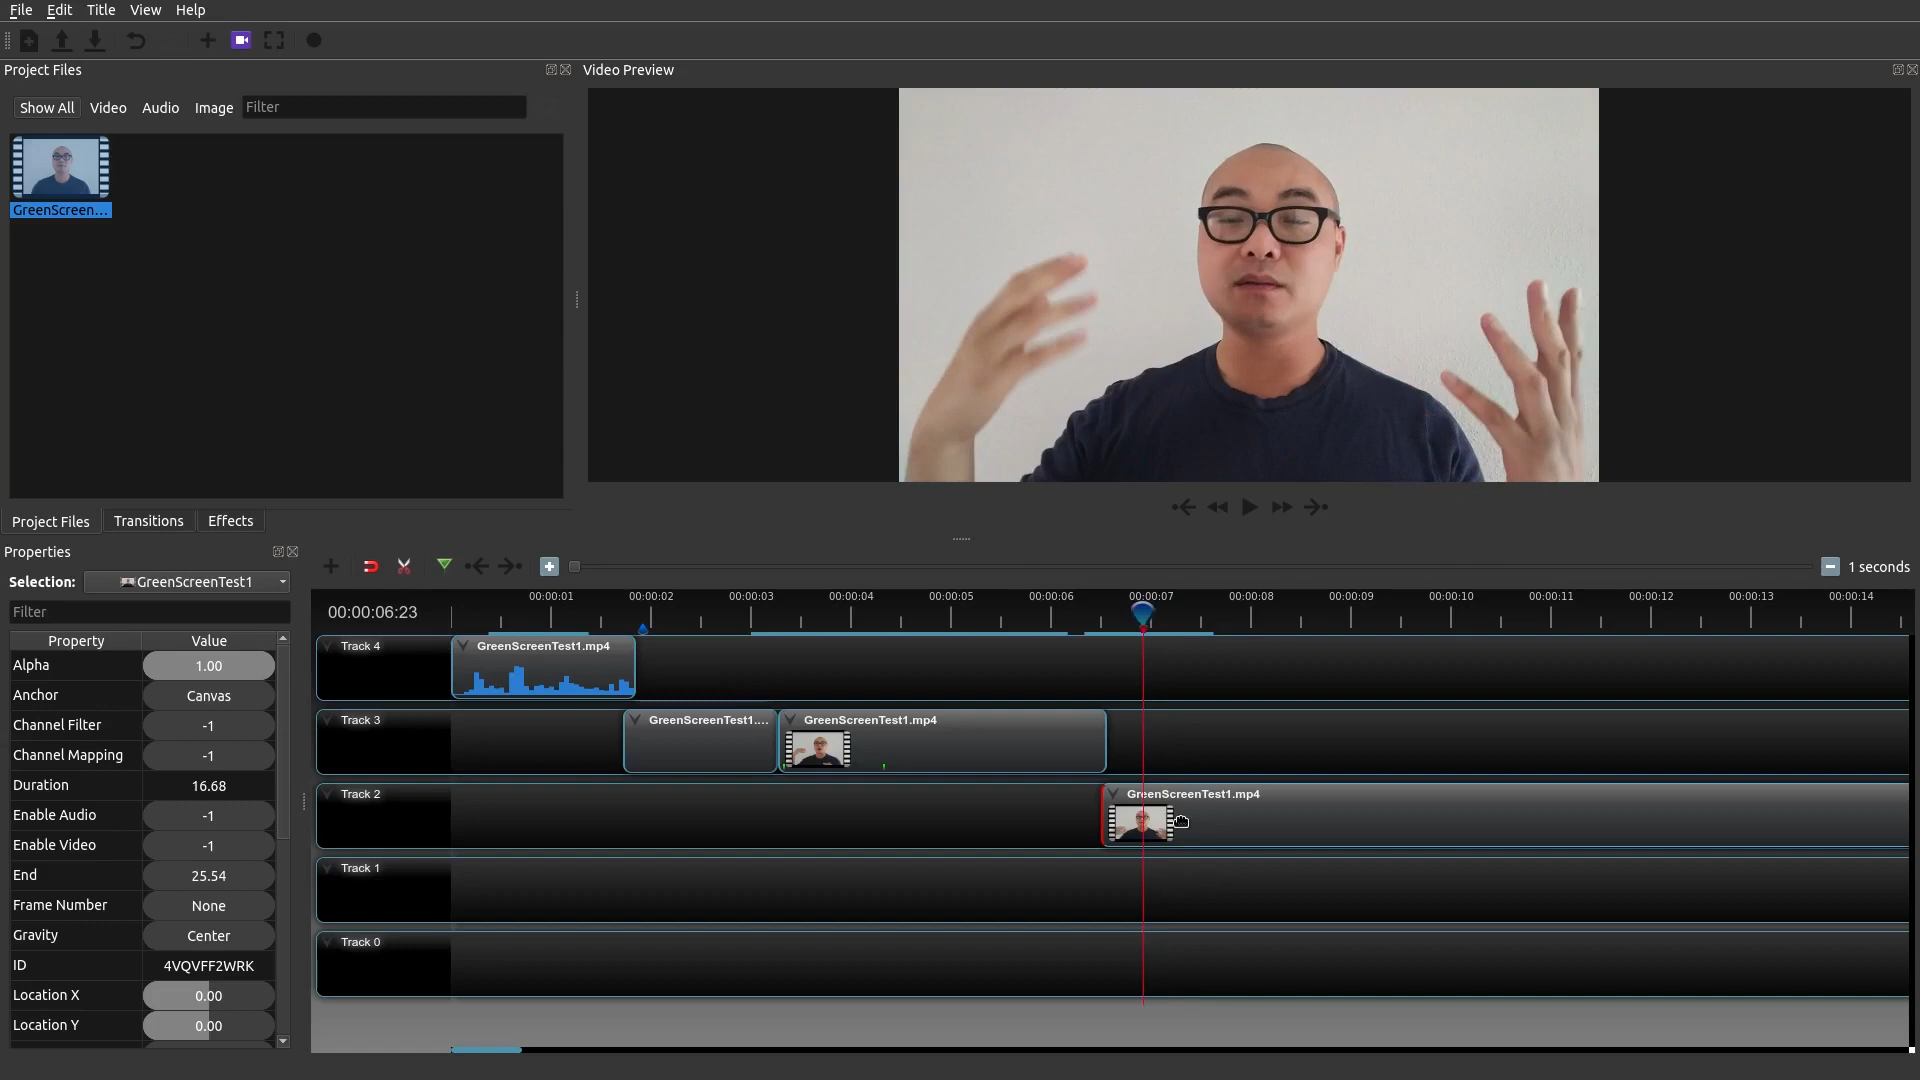 File Edit Title View Help
Project Files
Video Preview
Show All Video Audio Image Filter
GreenScreen...
Project Files Transitions Effects
Properties
Selection: GreenScreenTest1
Filter
Property Value
Alpha 1.00
Anchor Canvas
Channel Filter -1
Channel Mapping -1
Duration 16.68
Enable Audio -1
Enable Video -1
End 25.54
Frame Number None
Gravity Center
ID 4VQVFF2WRK
Location X 0.00
Location Y 0.00
1 seconds
00:00:06:23
00:00:01 00:00:02 00:00:03 00:00:04 00:00:05 00:00:06 00:00:07 00:00:08 00:00:09 00:00:10 00:00:11 00:00:12 00:00:13 00:00:14
Track 4 GreenScreenTest1.mp4
Track 3 GreenScreenTest1.... GreenScreenTest1.mp4
Track 2 GreenScreenTest1.mp4
Track 1
Track 0